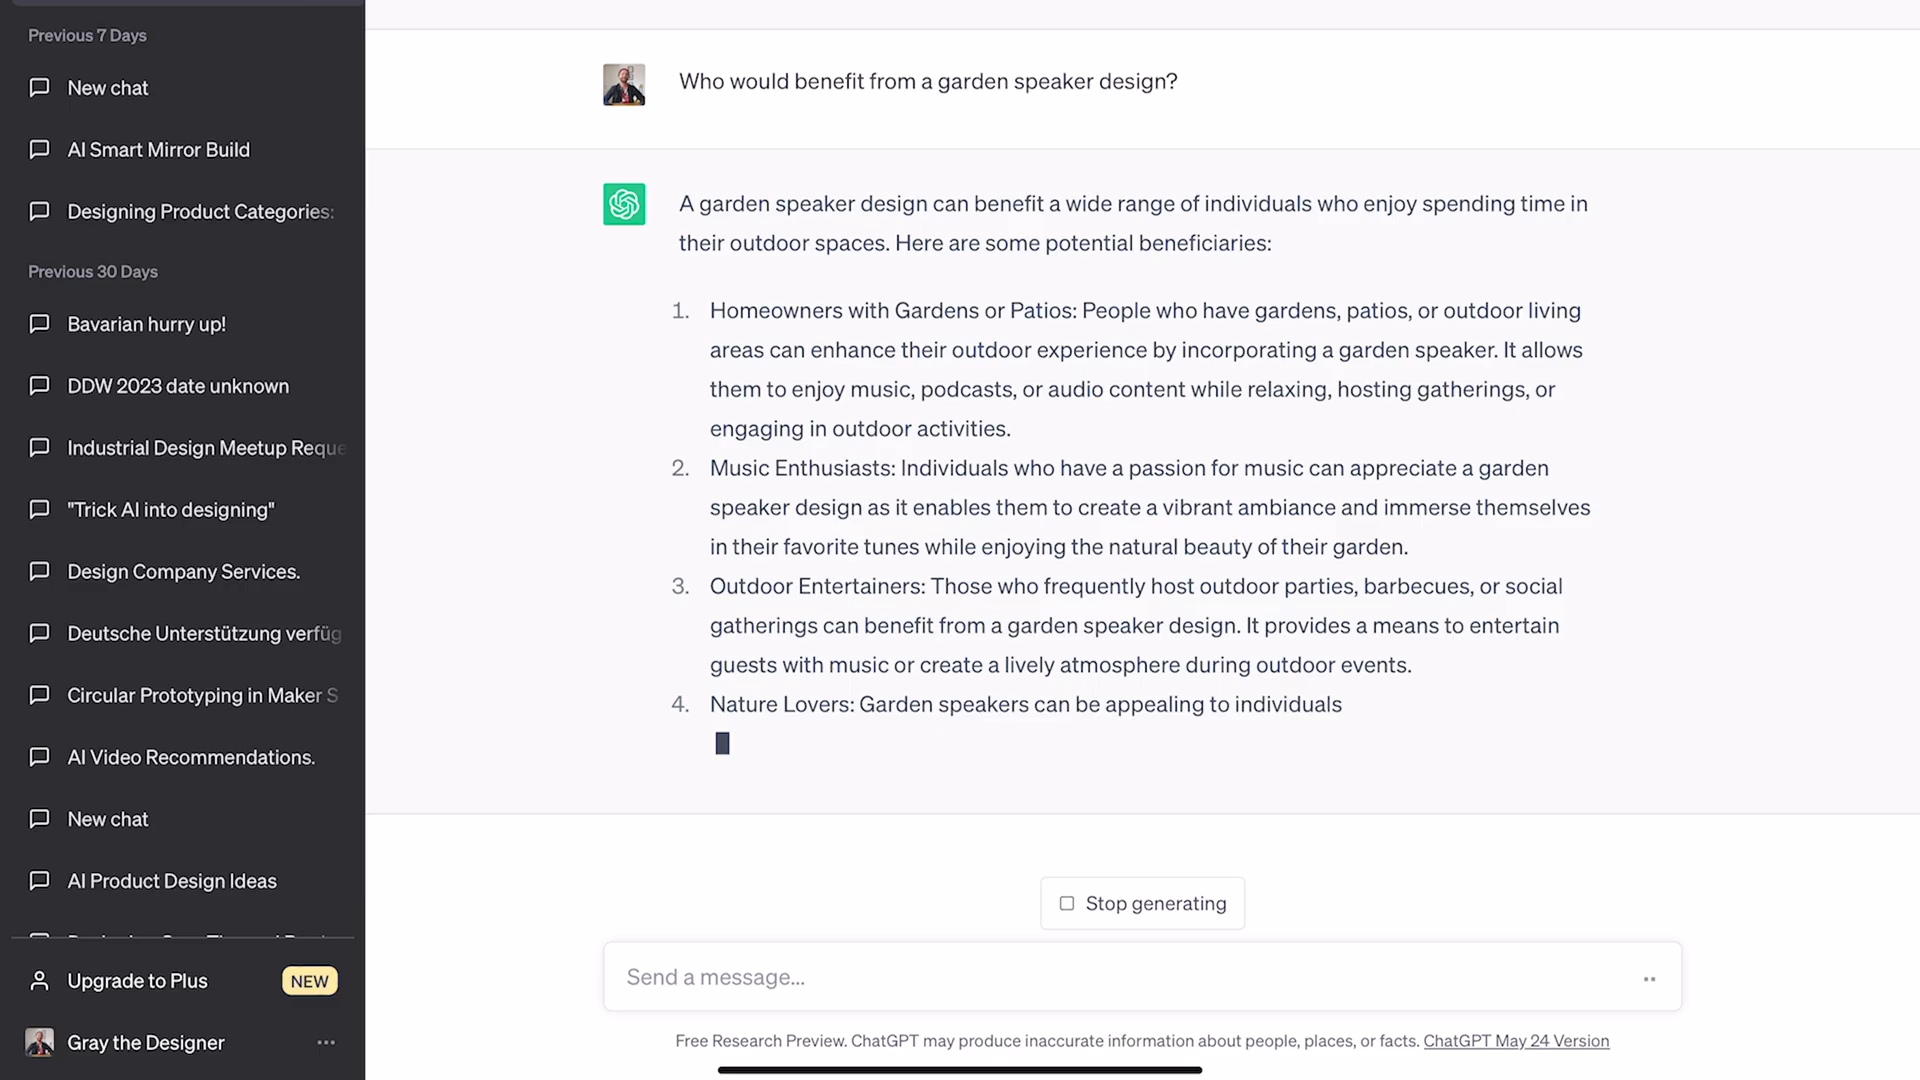 Previous 7 Days
New chat
AI Smart Mirror Build
Designing Product Categories:
Previous 30 Days
Bavarian hurry up!
DDW 2023 date unknown
Industrial Design Meetup Reque
"Trick AI into designing"
Design Company Services.
Deutsche Unterstützung verfüg
Circular Prototyping in Maker S
AI Video Recommendations.
New chat
AI Product Design Ideas
Upgrade to Plus NEW
Gray the Designer
Who would benefit from a garden speaker design?
A garden speaker design can benefit a wide range of individuals who enjoy spending time in
their outdoor spaces. Here are some potential beneficiaries:
1. Homeowners with Gardens or Patios: People who have gardens, patios, or outdoor living
areas can enhance their outdoor experience by incorporating a garden speaker. It allows
them to enjoy music, podcasts, or audio content while relaxing, hosting gatherings, or
engaging in outdoor activities.
2. Music Enthusiasts: Individuals who have a passion for music can appreciate a garden
speaker design as it enables them to create a vibrant ambiance and immerse themselves
in their favorite tunes while enjoying the natural beauty of their garden.
3. Outdoor Entertainers: Those who frequently host outdoor parties, barbecues, or social
gatherings can benefit from a garden speaker design. It provides a means to entertain
guests with music or create a lively atmosphere during outdoor events.
4. Nature Lovers: Garden speakers can be appealing to individuals
Stop generating
Send a message...
Free Research Preview. ChatGPT may produce inaccurate information about people, places, or facts. ChatGPT May 24 Version